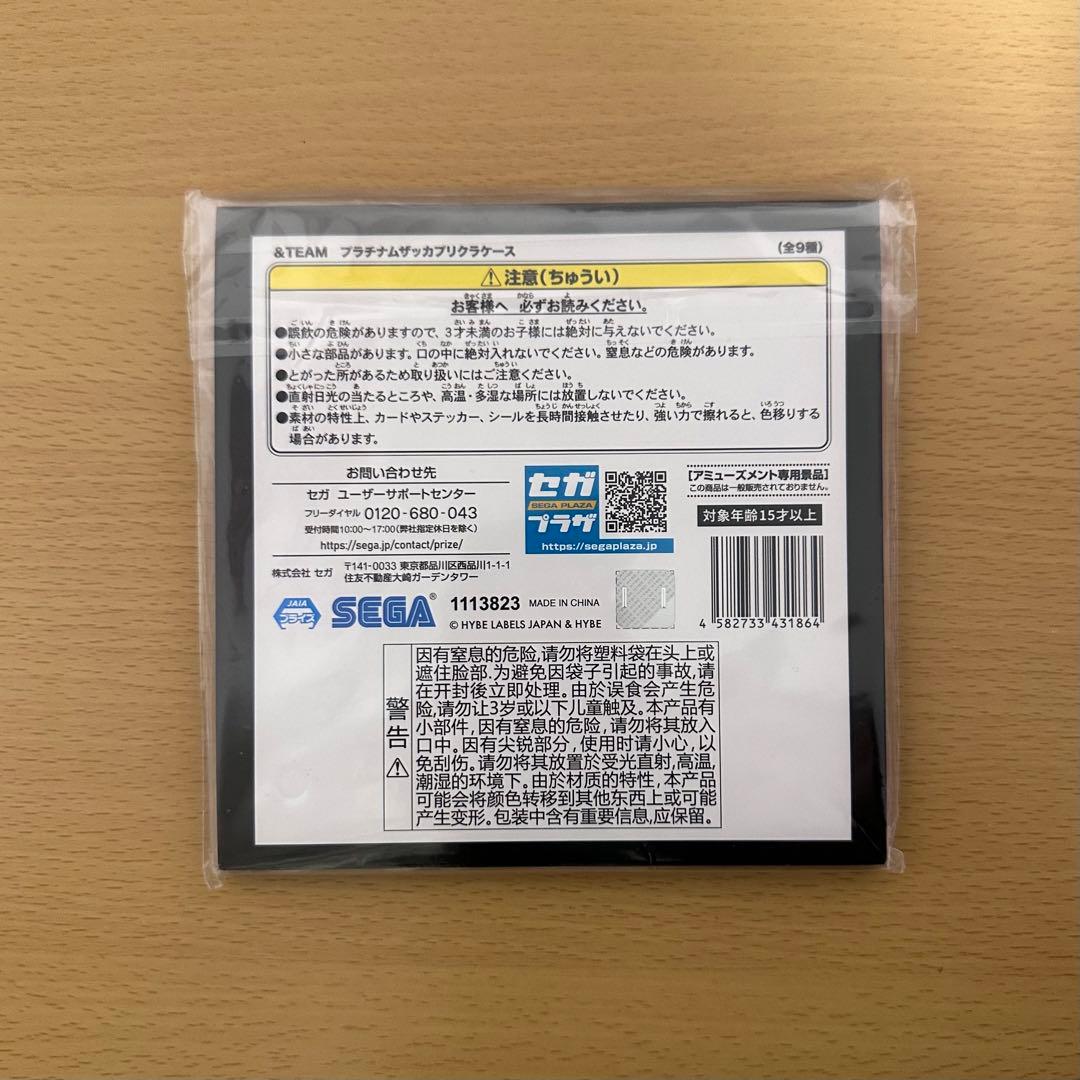 &TEAM プラチナムザッカプリクラケース (全9種)
⚠注意(ちゅうい)
お客様へ 必ずお読みください。
●誤飲の危険がありますので、3才未満のお子様には絶対に与えないでください。
●小さな部品があります。口の中に絶対入れないでください。窒息などの危険があります。
●とがった所があるため取り扱いにはご注意ください。
●直射日光の当たるところや、高温・多湿な場所には放置しないでください。
●素材の特性上、カードやステッカー、シールを長時間接触させたり、強い力で擦れると、色移りする
場合があります。
お問い合わせ先
セガ ユーザーサポートセンター
フリーダイヤル 0120-680-043
受付時間10:00~17:00(弊社指定休日を除く)
https://sega.jp/contact/prize/
セガ
SEGA PLAZA
プラザ
https://segaplaza.jp
[アミューズメント専用景品]
この商品は一般販売されておりません。
対象年齢15才以上
株式会社 セガ 〒141-0033 東京都品川区西品川1-1-1
住友不動産大崎ガーデンタワー
JAIA
プライズ
SEGA®
1113823 MADE IN CHINA
© HYBE LABELS JAPAN & HYBE
4 582733 431864
警告⚠
因有窒息的危险,请勿将塑料袋在头上或
遮住脸部.为避免因袋子引起的事故,请
在开封後立即处理。由於误食会产生危
险,请勿让3岁或以下儿童触及。本产品有
小部件,因有窒息的危险,请勿将其放入
口中。因有尖锐部分,使用时请小心,以
免刮伤。请勿将其放置於受光直射,高温,
潮湿的环境下。由於材质的特性,本产品
可能会将颜色转移到其他东西上或可能
产生变形。包装中含有重要信息,应保留。